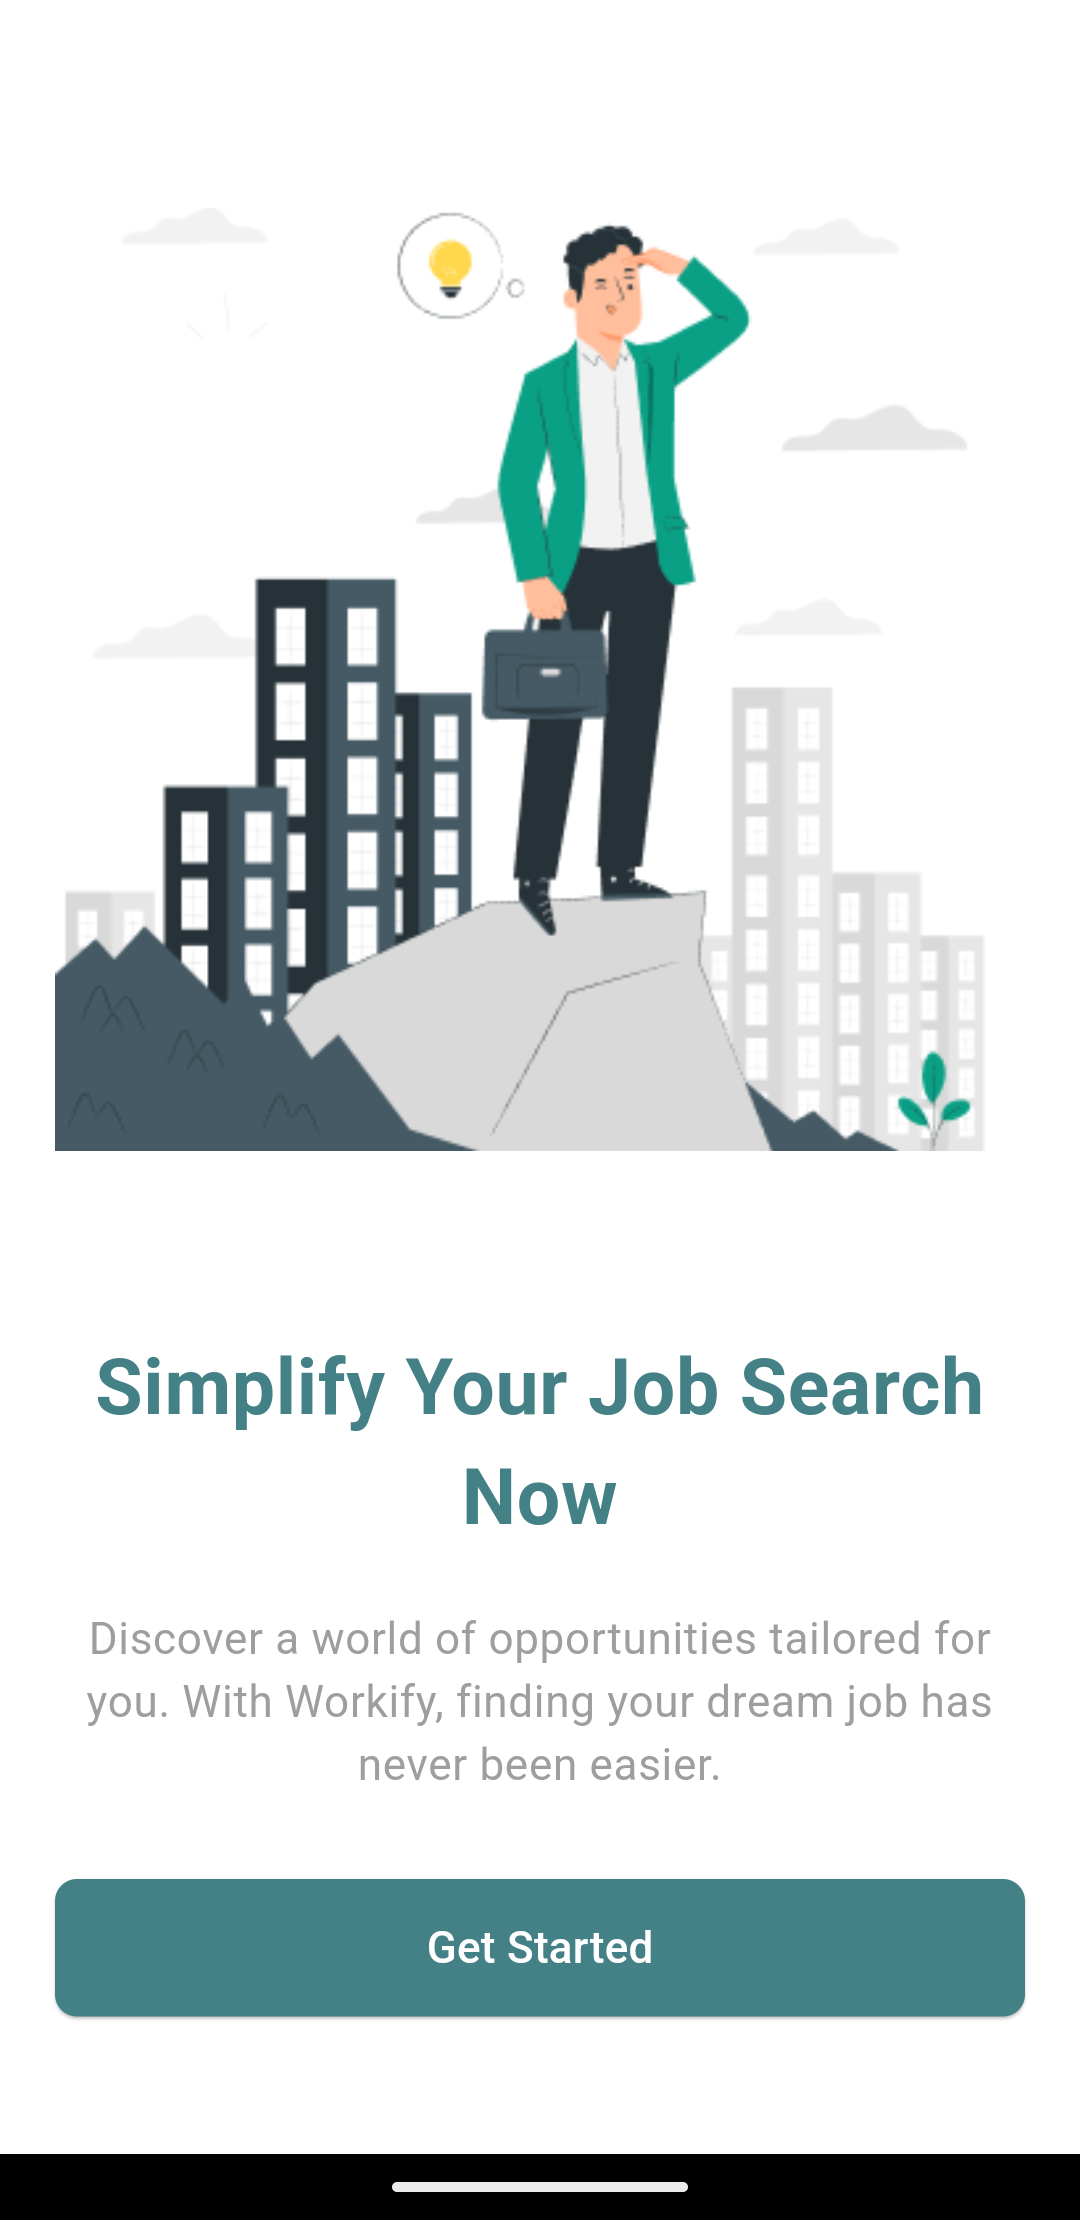 Simplify Your Job Search
Now
Discover a world of opportunities tailored for
you. With Workify, finding your dream job has
never been easier.
Get Started